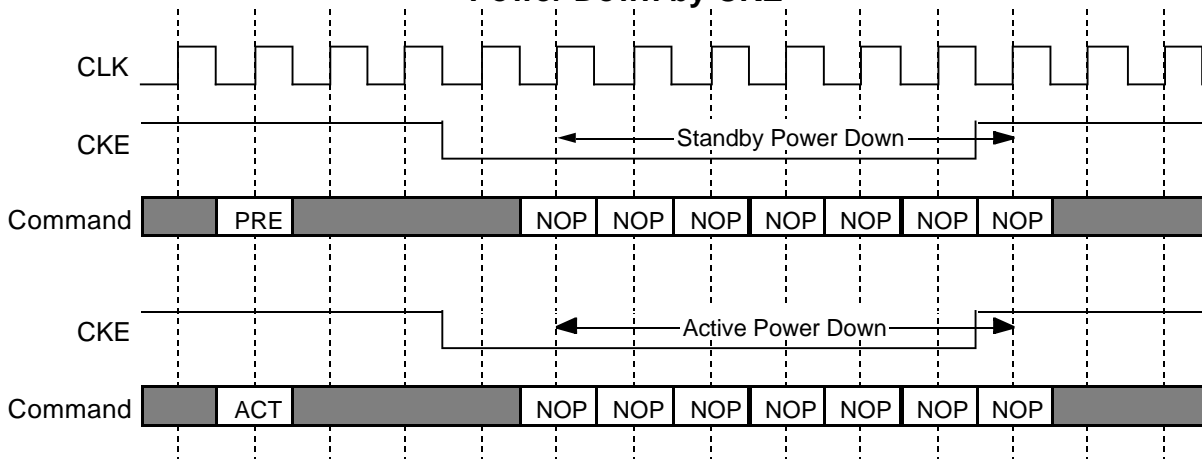 Power Down by CKE
CLK
CKE
Standby Power Down
Command PRE NOP NOP NOP NOP NOP NOP NOP
CKE
Active Power Down
Command ACT NOP NOP NOP NOP NOP NOP NOP